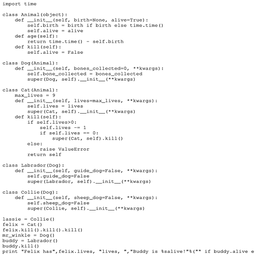 import time

class Animal(object):
    def __init__(self, birth=None, alive=True):
        self.birth = birth if birth else time.time()
        self.alive = alive
    def age(self):
        return time.time() - self.birth
    def kill(self):
        self.alive = False

class Dog(Animal):
    def __init__(self, bones_collected=0, **kwargs):
        self.bone_collected = bones_collected
        super(Dog, self).__init__(**kwargs)

class Cat(Animal):
    max_lives = 9
    def __init__(self, lives=max_lives, **kwargs):
        self.lives = lives
        super(Cat, self).__init__(**kwargs)
    def kill(self):
        if self.lives>0:
            self.lives -= 1
            if self.lives == 0:
                super(Cat, self).kill()
        else:
            raise ValueError
        return self

class Labrador(Dog):
    def __init__(self, guide_dog=False, **kwargs):
        self.guide_dog=False
        super(Labrador, self).__init__(**kwargs)

class Collie(Dog):
    def __init__(self, sheep_dog=False, **kwargs):
        self.sheep_dog=False
        super(Collie, self).__init__(**kwargs)

lassie = Collie()
felix = Cat()
felix.kill().kill().kill()
mr_winkle = Dog()
buddy = Labrador()
buddy.kill()
print "Felix has",felix.lives, "lives, ","Buddy is %salive!"%("" if buddy.alive e